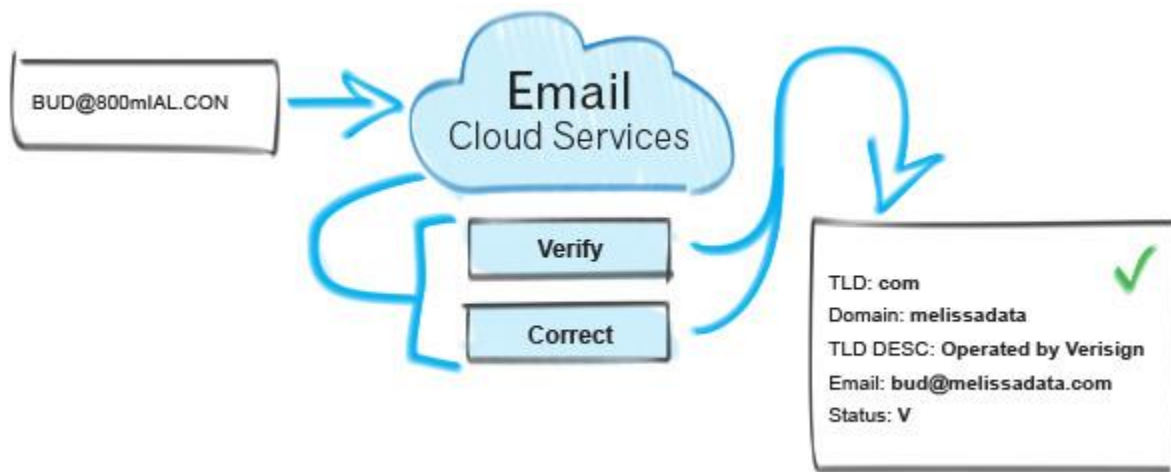 BUD@800mIAL.CON
Email
Cloud Services
Verify
Correct
TLD: com
Domain: melissadata
TLD DESC: Operated by Verisign
Email: bud@melissadata.com
Status: V